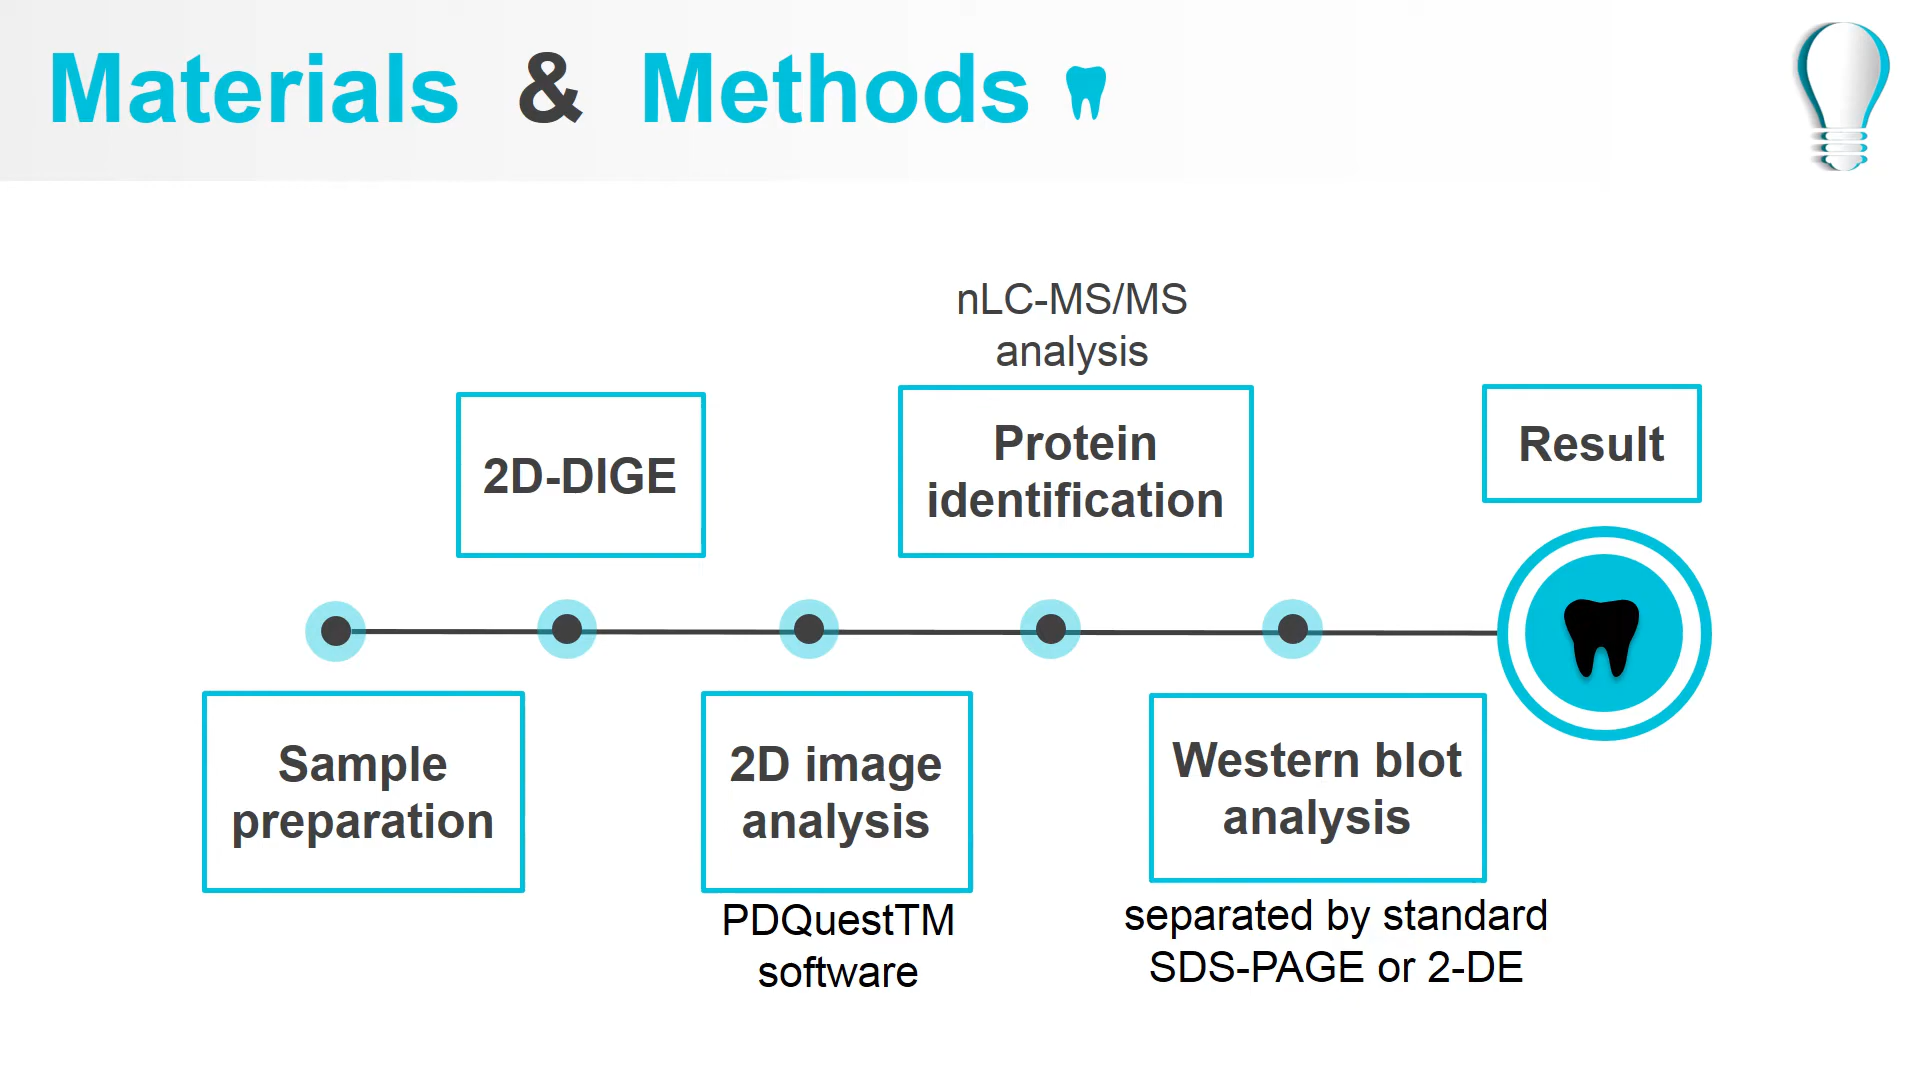 Materials & Methods
nLC-MS/MS
analysis
2D-DIGE
Protein
identification
Result
Sample
preparation
2D image
analysis
PDQuestTM
software
Western blot
analysis
separated by standard
SDS-PAGE or 2-DE